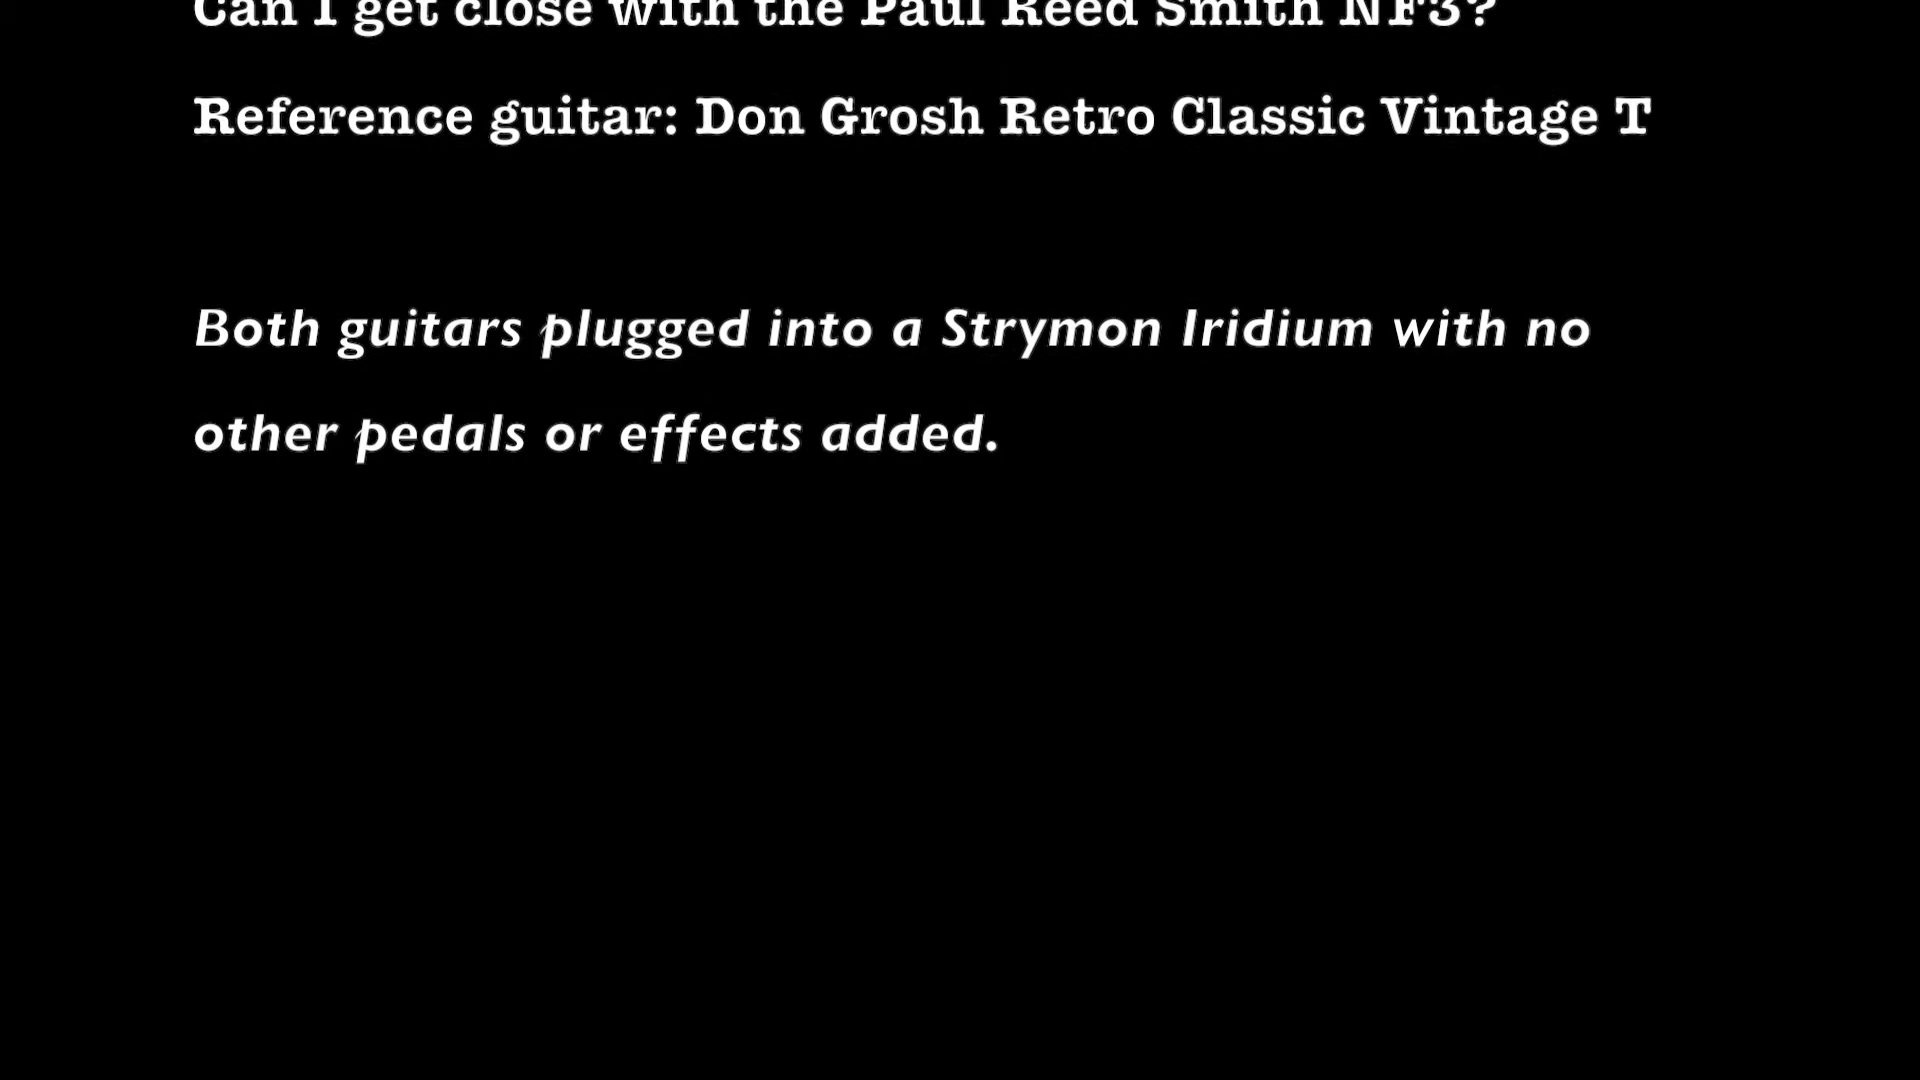 Can I get close with the Paul Reed Smith NF3?
Reference guitar: Don Grosh Retro Classic Vintage T
Both guitars plugged into a Strymon Iridium with no
other pedals or effects added.